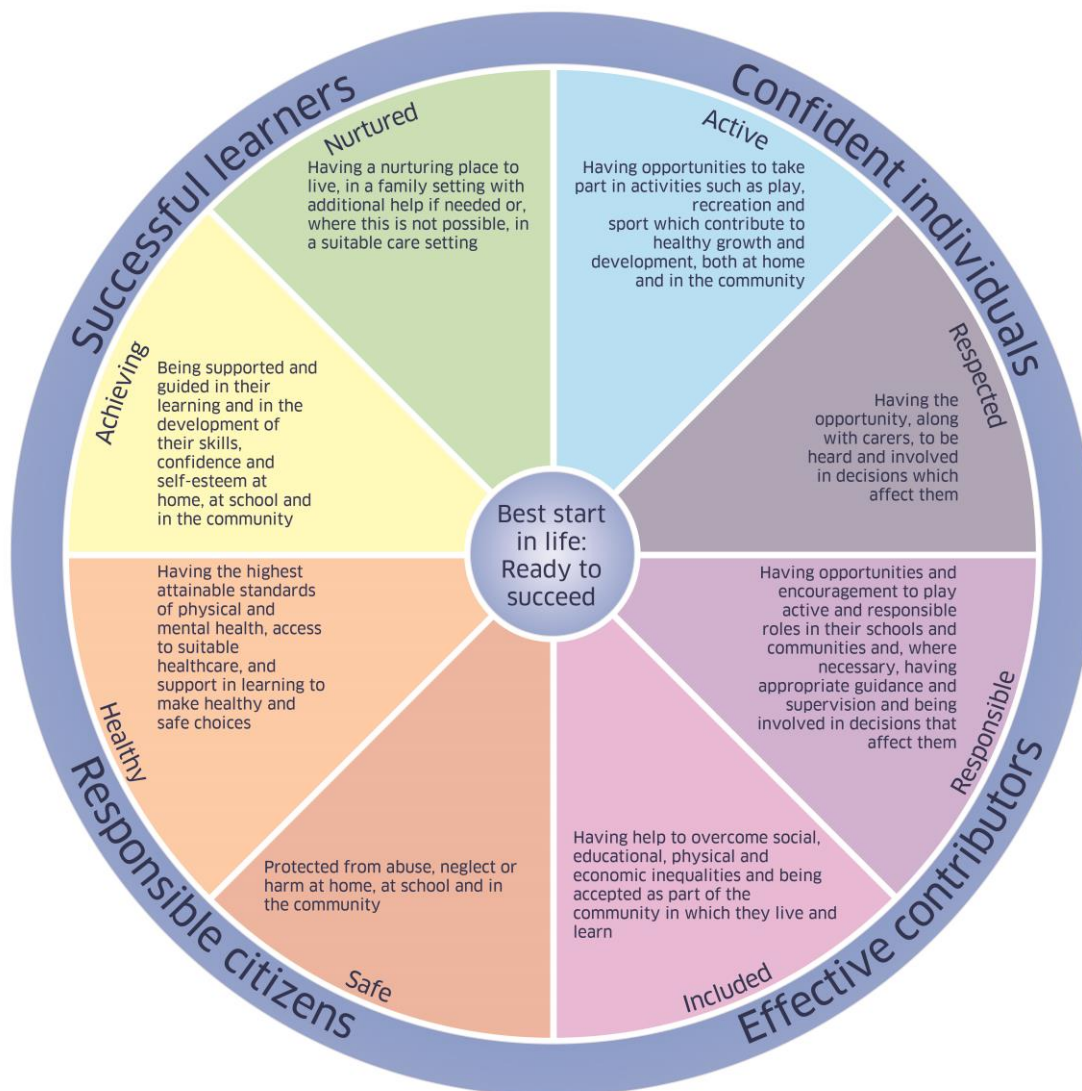 Successful learners
Confident individuals
Nurtured
Having a nurturing place to
live, in a family setting with
additional help if needed or,
where this is not possible, in
a suitable care setting
Active
Having opportunities to take
part in activities such as play,
recreation and
sport which contribute to
healthy growth and
development, both at home
and in the community
Achieving
Being supported and
guided in their
learning and in the
development of
their skills,
confidence and
self-esteem at
home, at school and
in the community
Respected
Having the
opportunity, along
with carers, to be
heard and involved
in decisions which
affect them
Best start
in life:
Ready to
succeed
Healthy
Having the highest
attainable standards
of physical and
mental health, access
to suitable
healthcare, and
support in learning to
make healthy and
safe choices
Responsible
Having opportunities and
encouragement to play
active and responsible
roles in their schools and
communities and, where
necessary, having
appropriate guidance and
supervision and being
involved in decisions that
affect them
Protected from abuse, neglect or
harm at home, at school and in
the community
Safe
Having help to overcome social,
educational, physical and
economic inequalities and being
accepted as part of the
community in which they live and
learn
Included
Responsible citizens
Effective contributors